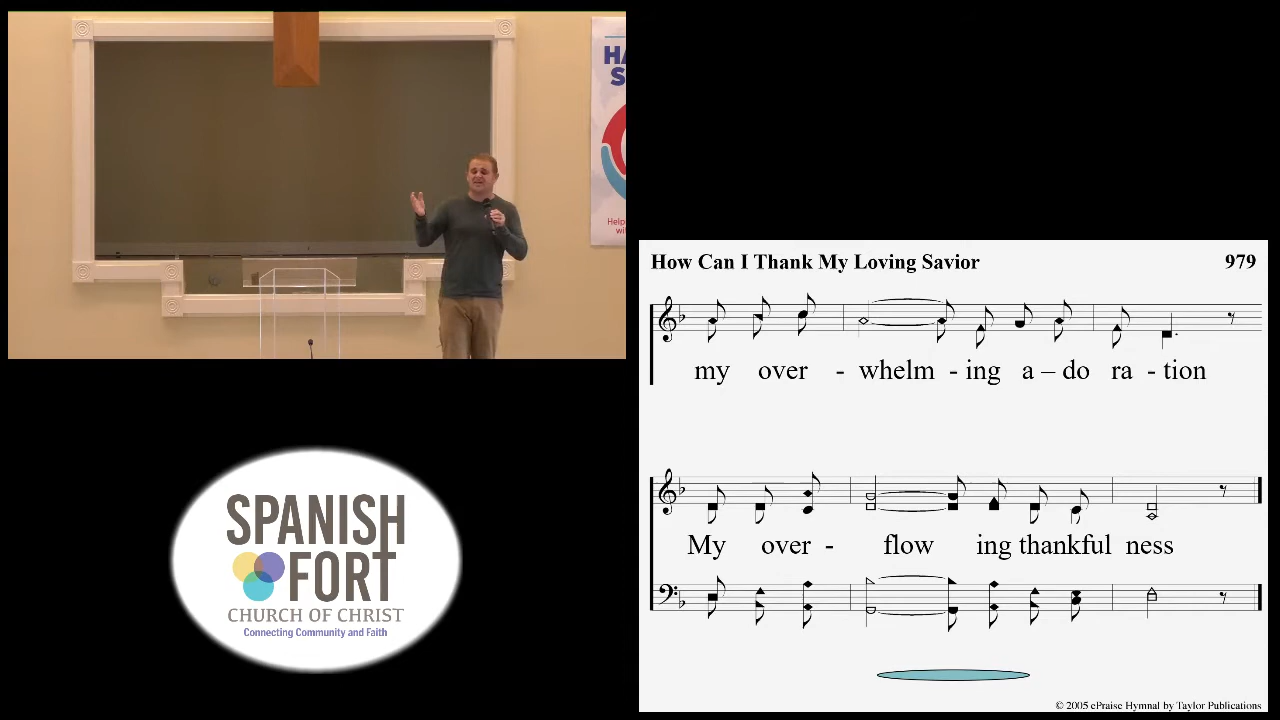 How Can I Thank My Loving Savior 979
my over - whelm - ing a – do ra - tion
My over - flow ing thankful ness
© 2005 ePraise Hymnal by Taylor Publications
SPANISH
FORT
CHURCH OF CHRIST
Connecting Community and Faith